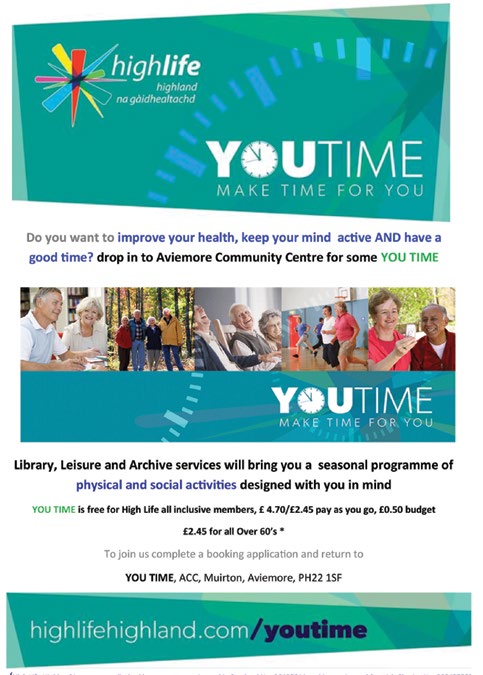 highlife
highland
na gàidhealtachd
YOUTIME
MAKE TIME FOR YOU
Do you want to improve your health, keep your mind active AND have a
good time? drop in to Aviemore Community Centre for some YOU TIME
YOUTIME
MAKE TIME FOR YOU
Library, Leisure and Archive services will bring you a seasonal programme of
physical and social activities designed with you in mind
YOU TIME is free for High Life all inclusive members, £ 4.70/£2.45 pay as you go, £0.50 budget
£2.45 for all Over 60's *
To join us complete a booking application and return to
YOU TIME, ACC, Muirton, Aviemore, PH22 1SF
highlifehighland.com/youtime